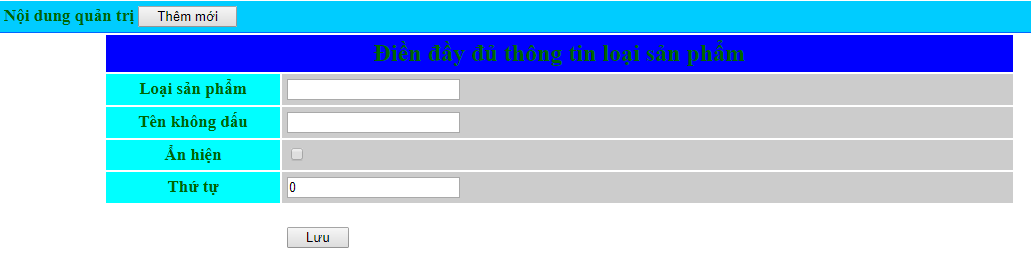 Nội dung quản trị Thêm mới
Điền đầy đủ thông tin loại sản phẩm
Loại sản phẩm
Tên không dấu
Ẩn hiện
Thứ tự 0
Lưu